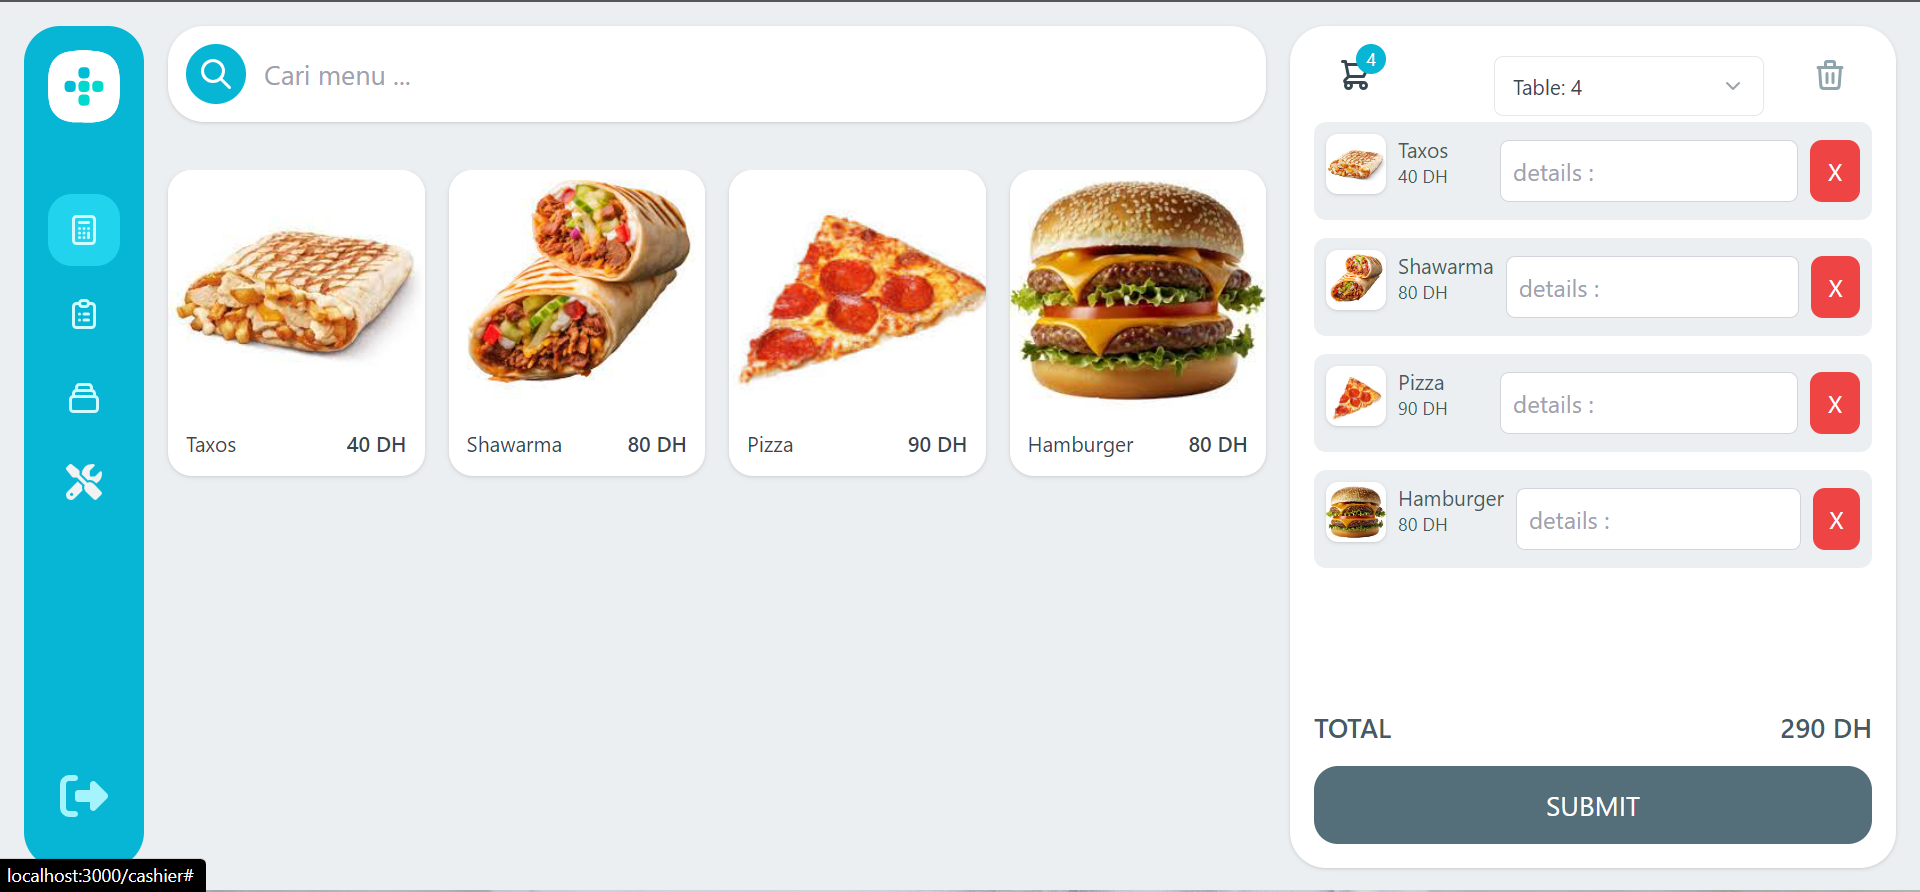 Cari menu ...
4
Table: 4
Taxos
40 DH
details :
X
Shawarma
80 DH
details :
X
Pizza
90 DH
details :
X
Hamburger
80 DH
details :
X
Taxos 40 DH
Shawarma 80 DH
Pizza 90 DH
Hamburger 80 DH
TOTAL 290 DH
SUBMIT
localhost:3000/cashier#